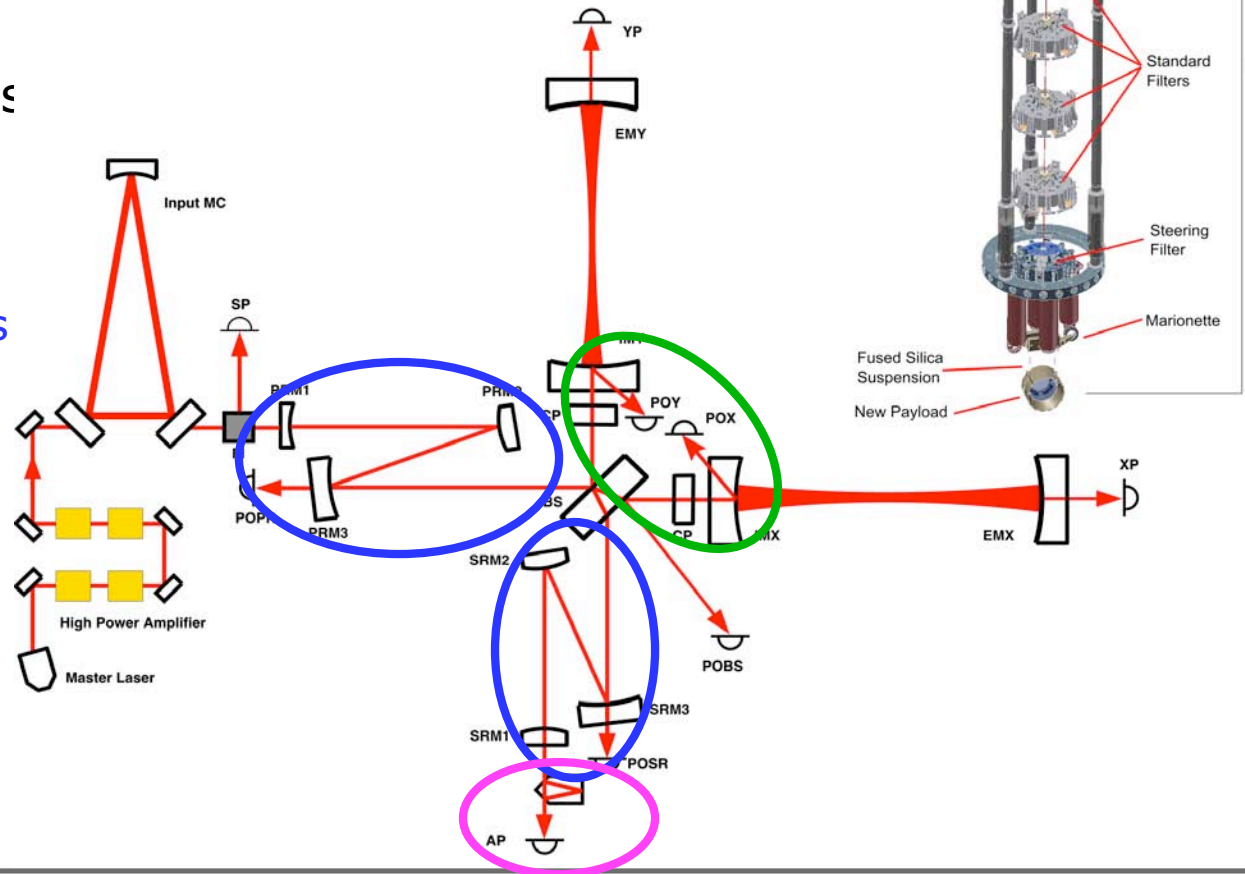 YP
Standard
Filters
EMY
Input MC
Steering
Filter
SP
Marionette
Fused Silica
Suspension
New Payload
POY
POX
XP
SRM2
EMX
PRM3
High Power Amplifier
POBS
Master Laser
SRM3
SRM1
POSR
AP